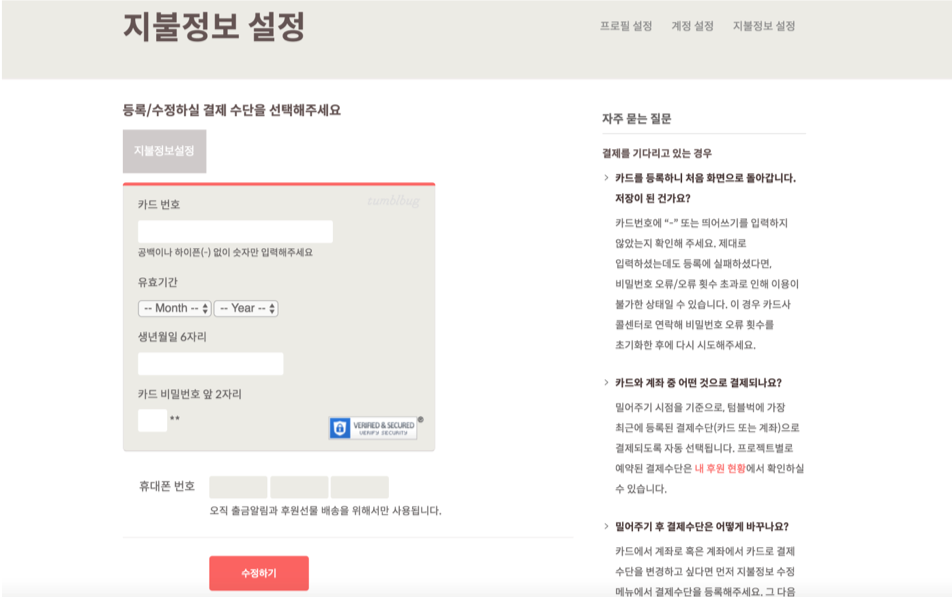 지불정보 설정
프로필 설정 계정 설정 지불정보 설정
등록/수정하실 결제 수단을 선택해주세요
지불정보설정
카드 번호
tumblbug
공백이나 하이픈(-) 없이 숫자만 입력해주세요
유효기간
-- Month -- -- Year --
생년월일 6자리
카드 비밀번호 앞 2자리
**
VERIFIED & SECURED
VERIFY SECURITY
®
휴대폰 번호
오직 출금알림과 후원선물 배송을 위해서만 사용됩니다.
수정하기
자주 묻는 질문
결제를 기다리고 있는 경우
카드를 등록하니 처음 화면으로 돌아갑니다.
저장이 된 건가요?
카드번호에 “-” 또는 띄어쓰기를 입력하지
않았는지 확인해 주세요. 제대로
입력하셨는데도 등록에 실패하셨다면,
비밀번호 오류/오류 횟수 초과로 인해 이용이
불가한 상태일 수 있습니다. 이 경우 카드사
콜센터로 연락해 비밀번호 오류 횟수를
초기화한 후에 다시 시도해주세요.
카드와 계좌 중 어떤 것으로 결제되나요?
밀어주기 시점을 기준으로, 텀블벅에 가장
최근에 등록된 결제수단(카드 또는 계좌)으로
결제되도록 자동 선택됩니다. 프로젝트별로
예약된 결제수단은 내 후원 현황에서 확인하실
수 있습니다.
밀어주기 후 결제수단은 어떻게 바꾸나요?
카드에서 계좌로 혹은 계좌에서 카드로 결제
수단을 변경하고 싶다면 먼저 지불정보 수정
메뉴에서 결제수단을 등록해주세요. 그 다음